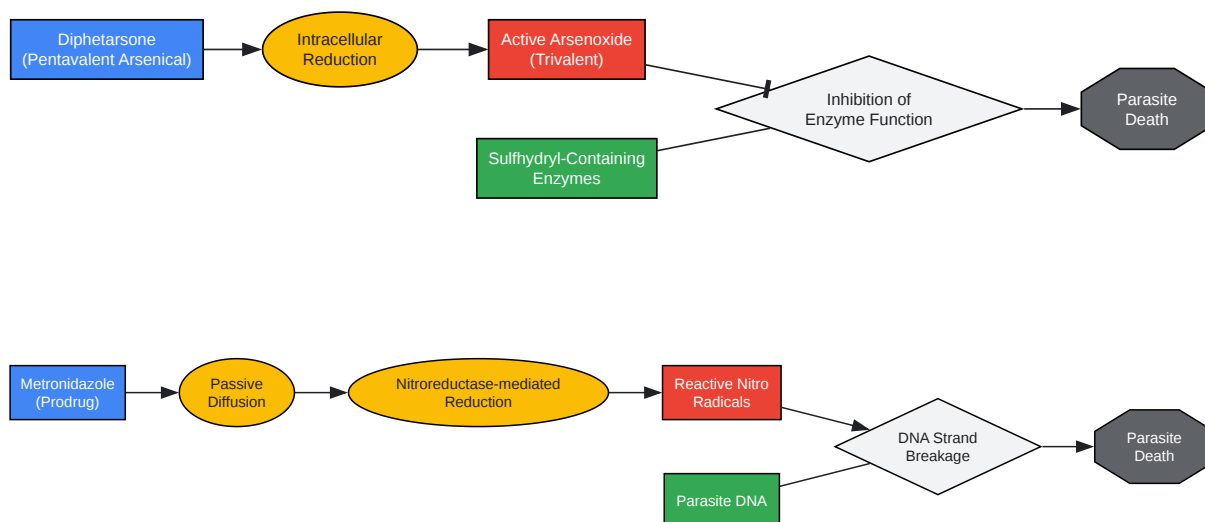 Diphetarsone
(Pentavalent Arsenical)
Intracellular
Reduction
Active Arsenoxide
(Trivalent)
Sulfhydryl-Containing
Enzymes
Inhibition of
Enzyme Function
Parasite
Death
Metronidazole
(Prodrug)
Passive
Diffusion
Nitroreductase-mediated
Reduction
Reactive Nitro
Radicals
Parasite DNA
DNA Strand
Breakage
Parasite
Death